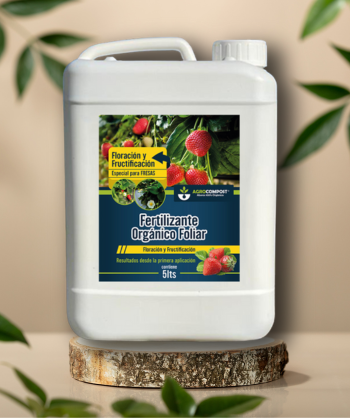 Floración y
Fructificación
Especial para FRESAS
AGROCOMPOST
Fertilizante
Orgánico Foliar
Floración y Fructificación
Resultados desde la primera aplicación
contiene
5lts